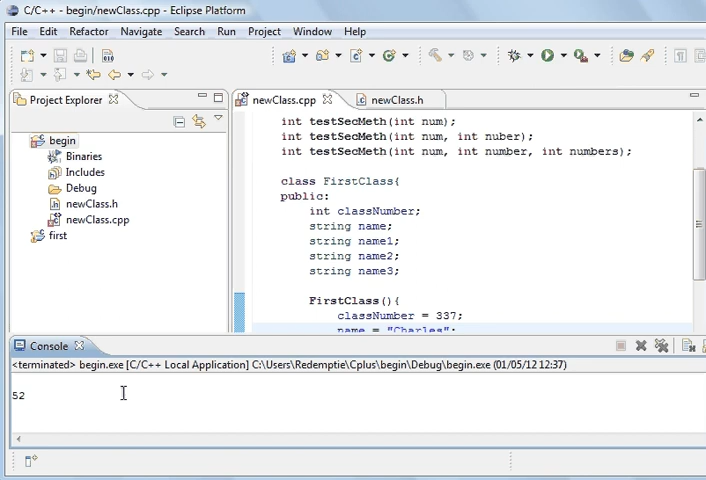 C/C++ - begin/newClass.cpp - Eclipse Platform
File Edit Refactor Navigate Search Run Project Window Help
Project Explorer
begin
Binaries
Includes
Debug
newClass.h
newClass.cpp
first
newClass.cpp newClass.h
int testSecMeth(int num);
int testSecMeth(int num, int nuber);
int testSecMeth(int num, int number, int numbers);
class FirstClass{
public:
int classNumber;
string name;
string name1;
string name2;
string name3;
FirstClass(){
classNumber = 337;
name = "Charles";
Console
<terminated> begin.exe [C/C++ Local Application] C:\Users\Redemptie\Cplus\begin\Debug\begin.exe (01/05/12 12:37)
52